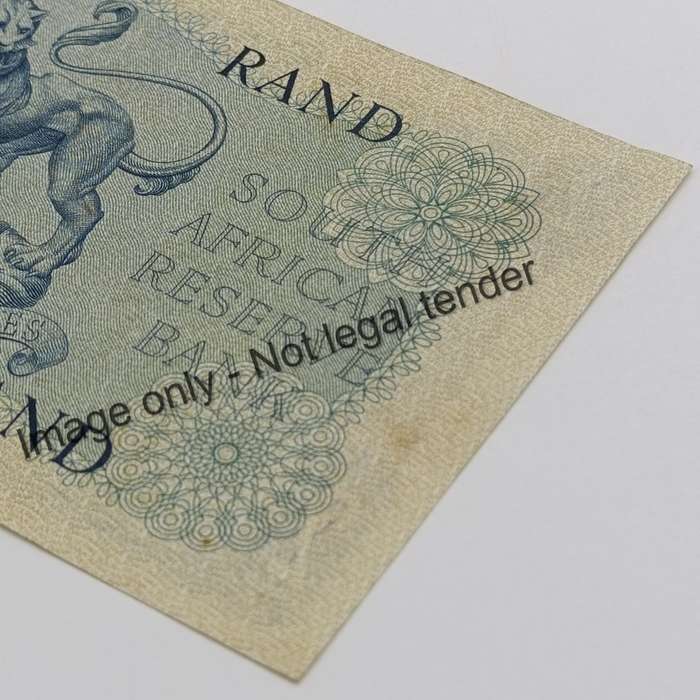 RAND
SOUTH
AFRICAN
RESERVE
BANK
Image only - Not legal tender